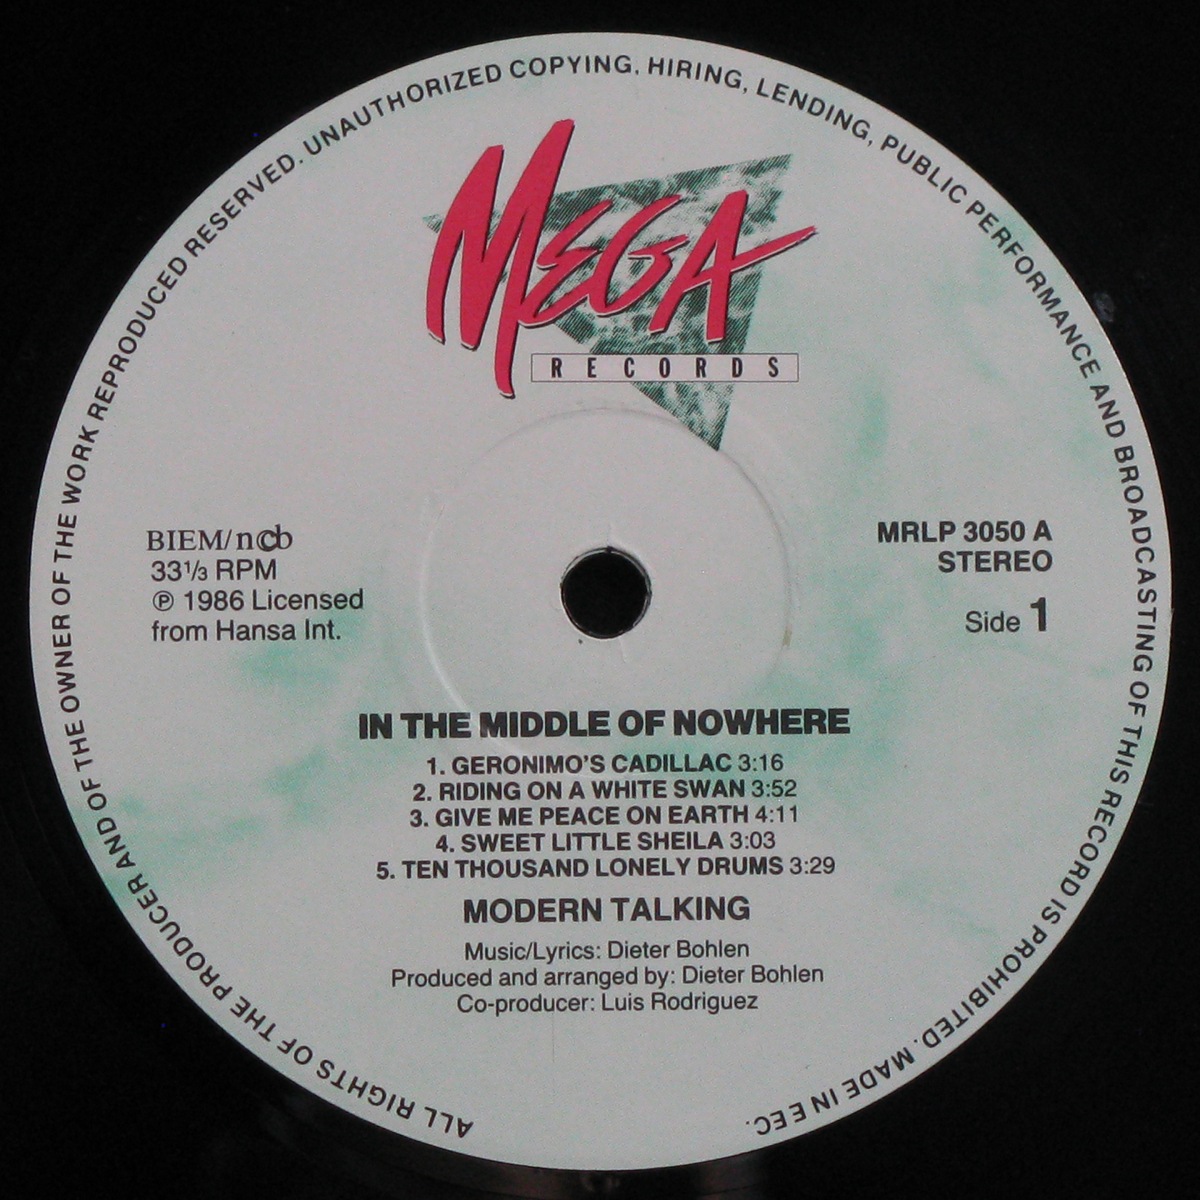 ALL RIGHTS OF THE PRODUCER AND OF THE OWNER OF THE WORK REPRODUCED RESERVED. UNAUTHORIZED COPYING, HIRING, LENDING, PUBLIC PERFORMANCE AND BROADCASTING OF THIS RECORD IS PROHIBITED. MADE IN EEC.
MEGA
RECORDS
BIEM/ncb
33 1/3 RPM
℗ 1986 Licensed
from Hansa Int.
MRLP 3050 A
STEREO
Side 1
IN THE MIDDLE OF NOWHERE
1. GERONIMO'S CADILLAC 3:16
2. RIDING ON A WHITE SWAN 3:52
3. GIVE ME PEACE ON EARTH 4:11
4. SWEET LITTLE SHEILA 3:03
5. TEN THOUSAND LONELY DRUMS 3:29
MODERN TALKING
Music/Lyrics: Dieter Bohlen
Produced and arranged by: Dieter Bohlen
Co-producer: Luis Rodriguez